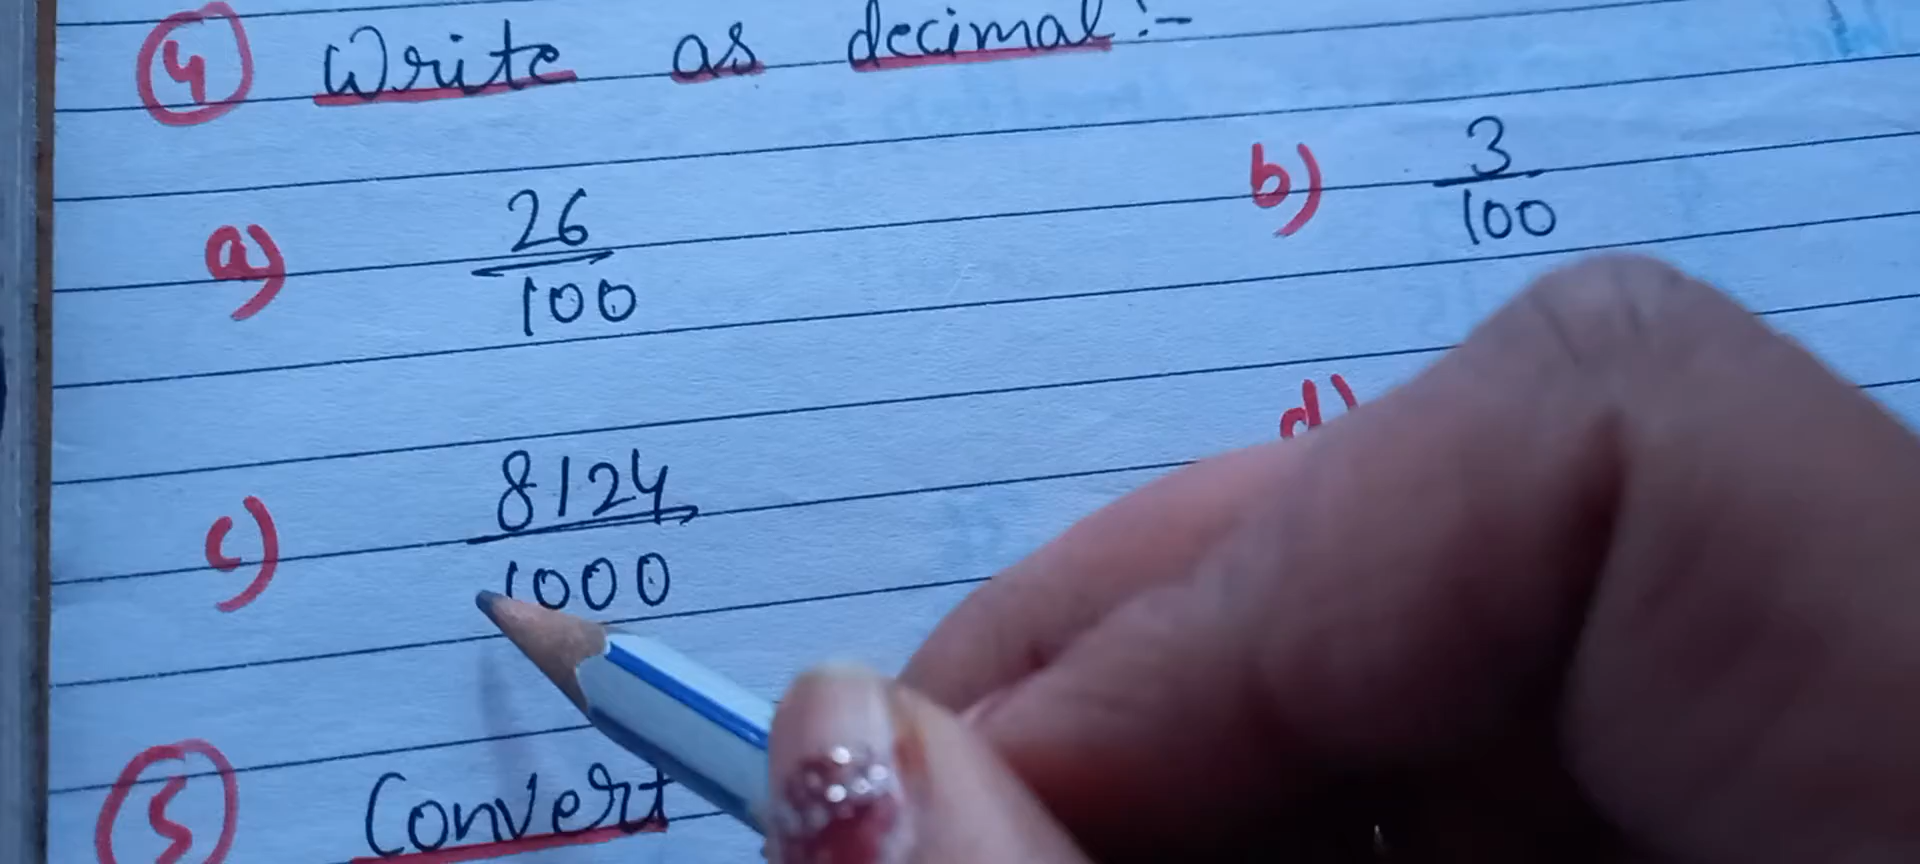 4 Write as decimal:-
a) 26/100 b) 3/100
c) 8124/1000 d)
5 Convert